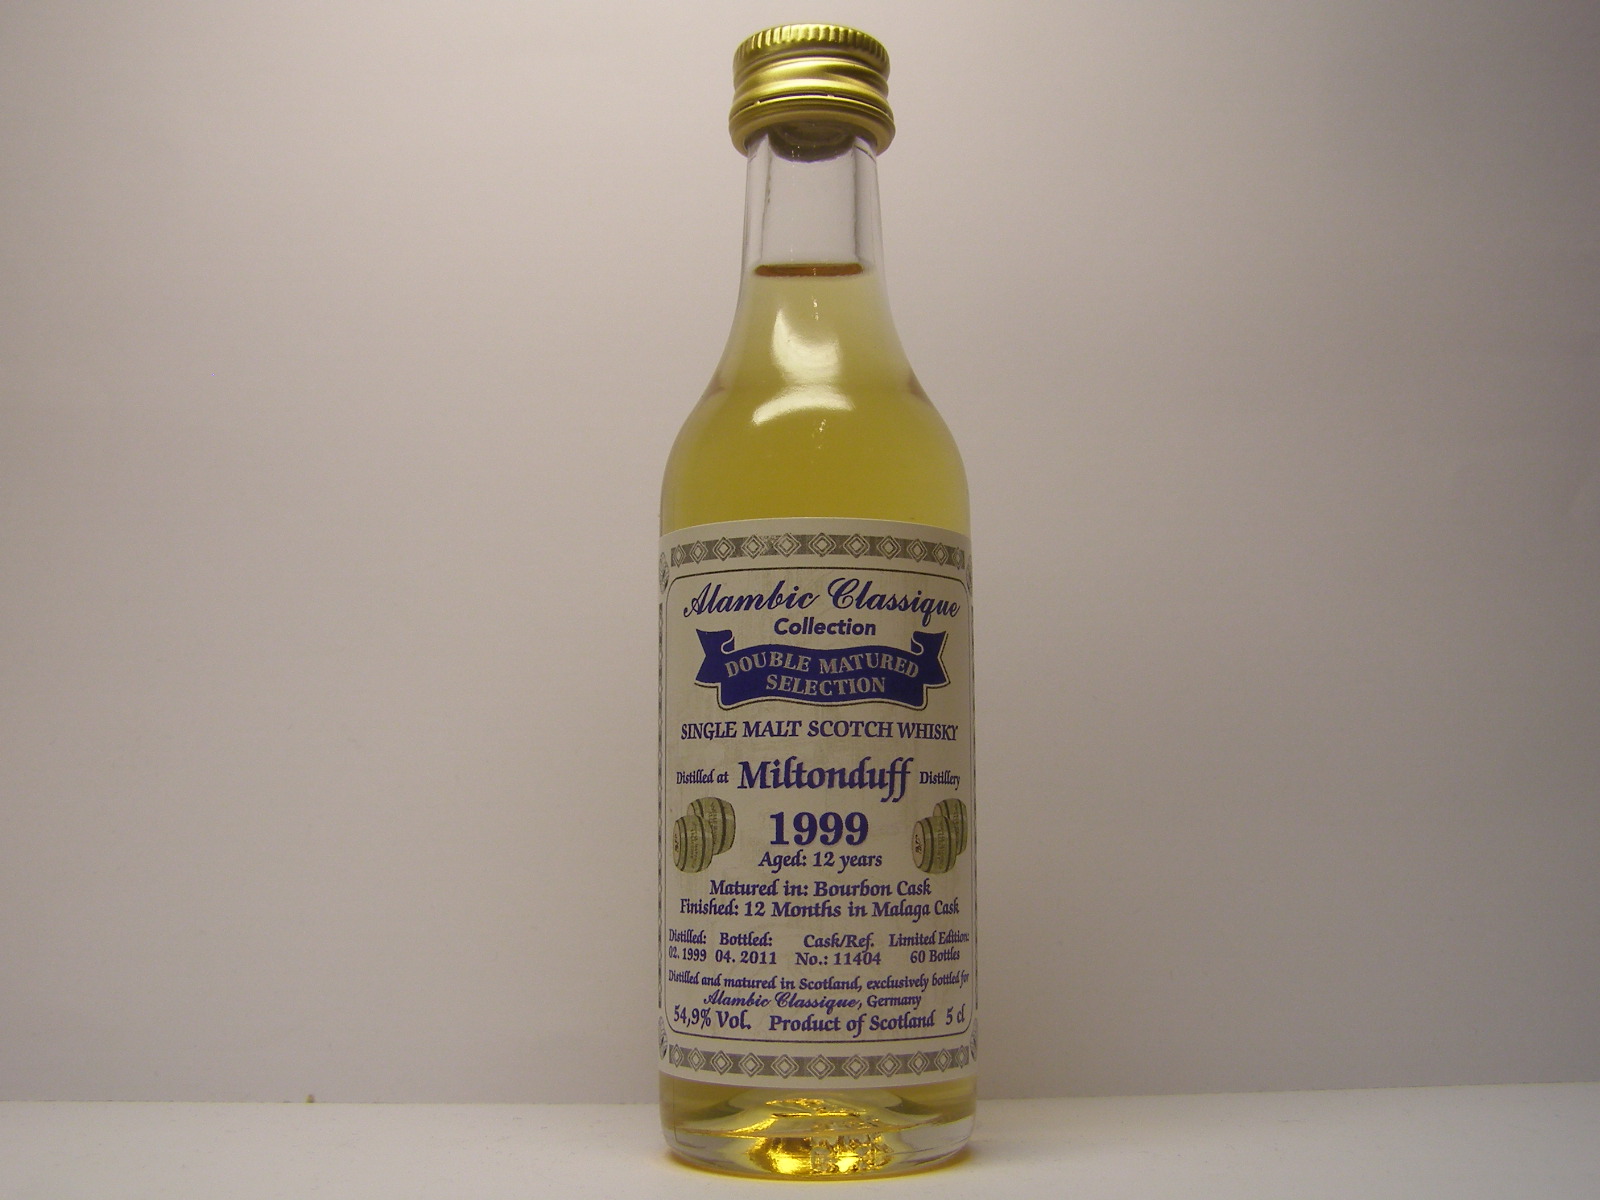 Alambic Classique
Collection
DOUBLE MATURED
SELECTION
SINGLE MALT SCOTCH WHISKY
Distilled at Miltonduff Distillery
1999
Aged: 12 years
Matured in: Bourbon Cask
Finished: 12 Months in Malaga Cask
Distilled: Bottled: Cask/Ref. Limited Edition:
02. 1999 04. 2011 No.: 11404 60 Bottles
Distilled and matured in Scotland, exclusively bottled for
Alambic Classique, Germany
54,9% Vol. Product of Scotland 5 cl